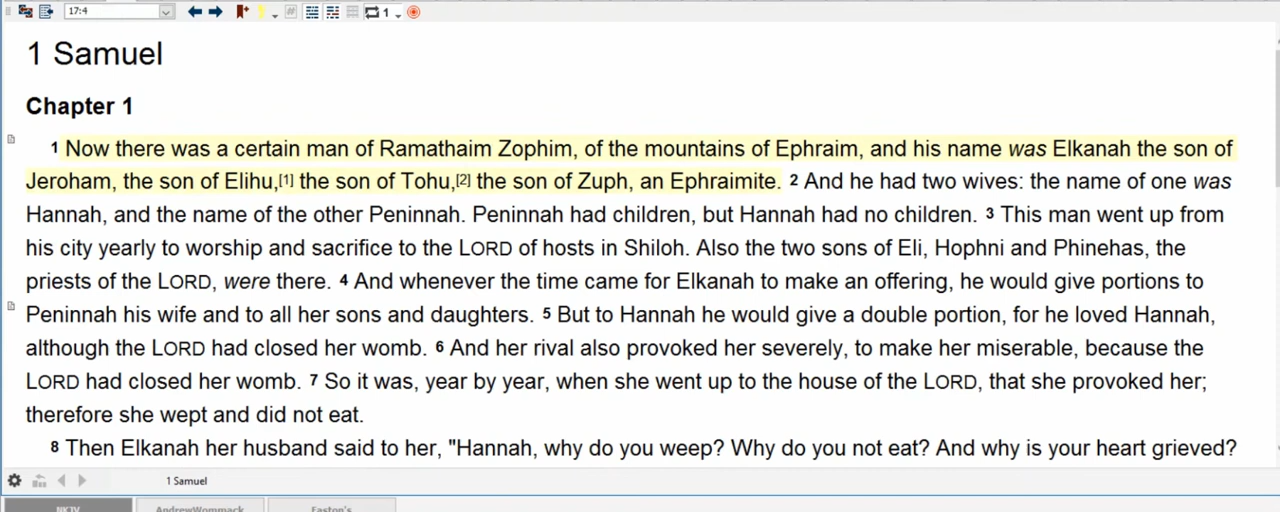 17:4
1
1 Samuel
Chapter 1
1 Now there was a certain man of Ramathaim Zophim, of the mountains of Ephraim, and his name was Elkanah the son of
Jeroham, the son of Elihu,[1] the son of Tohu,[2] the son of Zuph, an Ephraimite. 2 And he had two wives: the name of one was
Hannah, and the name of the other Peninnah. Peninnah had children, but Hannah had no children. 3 This man went up from
his city yearly to worship and sacrifice to the LORD of hosts in Shiloh. Also the two sons of Eli, Hophni and Phinehas, the
priests of the LORD, were there. 4 And whenever the time came for Elkanah to make an offering, he would give portions to
Peninnah his wife and to all her sons and daughters. 5 But to Hannah he would give a double portion, for he loved Hannah,
although the LORD had closed her womb. 6 And her rival also provoked her severely, to make her miserable, because the
LORD had closed her womb. 7 So it was, year by year, when she went up to the house of the LORD, that she provoked her;
therefore she wept and did not eat.
8 Then Elkanah her husband said to her, "Hannah, why do you weep? Why do you not eat? And why is your heart grieved?
1 Samuel
NKJV AndrewWommack Easton's